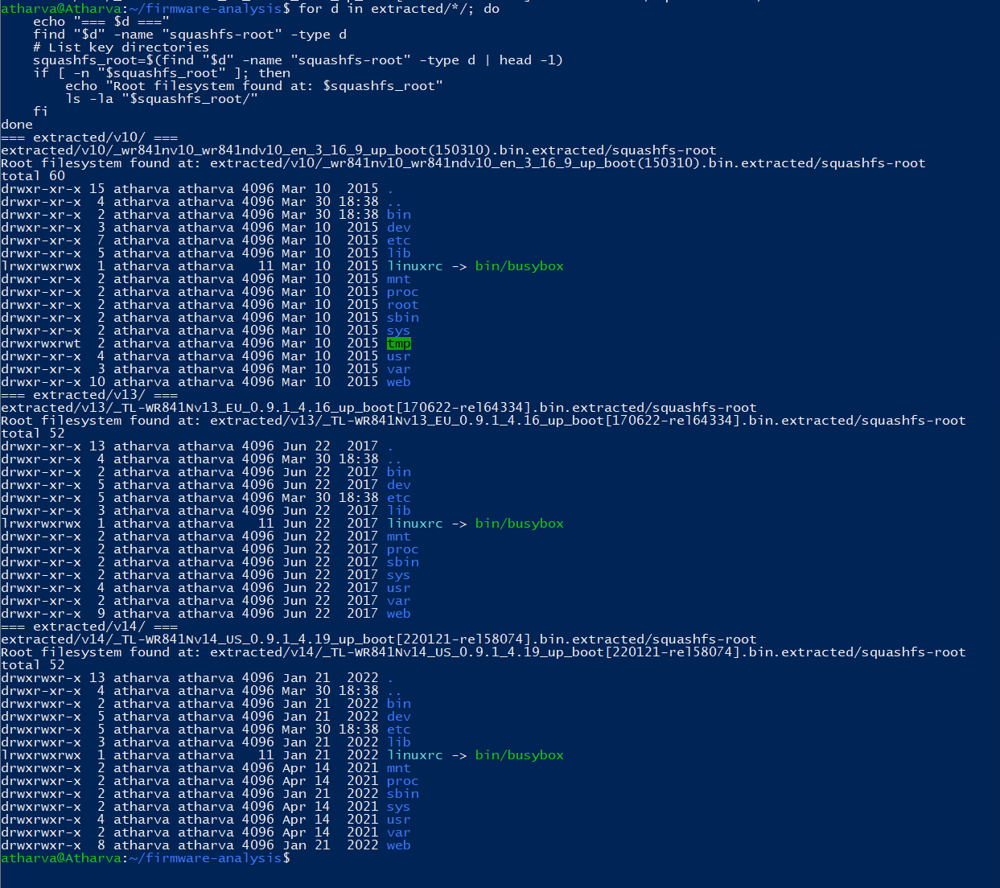 atharva@Atharva:~/firmware-analysis$ for d in extracted/*/; do
    echo "=== $d ==="
    find "$d" -name "squashfs-root" -type d
    # List key directories
    squashfs_root=$(find "$d" -name "squashfs-root" -type d | head -1)
    if [ -n "$squashfs_root" ]; then
        echo "Root filesystem found at: $squashfs_root"
        ls -la "$squashfs_root/"
    fi
done
=== extracted/v10/ ===
extracted/v10/_wr841nv10_wr841ndv10_en_3_16_9_up_boot(150310).bin.extracted/squashfs-root
Root filesystem found at: extracted/v10/_wr841nv10_wr841ndv10_en_3_16_9_up_boot(150310).bin.extracted/squashfs-root
total 60
drwxr-xr-x 15 atharva atharva 4096 Mar 10  2015 .
drwxr-xr-x  4 atharva atharva 4096 Mar 30 18:38 ..
drwxr-xr-x  2 atharva atharva 4096 Mar 30 18:38 bin
drwxr-xr-x  3 atharva atharva 4096 Mar 10  2015 dev
drwxr-xr-x  7 atharva atharva 4096 Mar 10  2015 etc
drwxr-xr-x  5 atharva atharva 4096 Mar 10  2015 lib
lrwxrwxrwx  1 atharva atharva   11 Mar 10  2015 linuxrc -> bin/busybox
drwxr-xr-x  2 atharva atharva 4096 Mar 10  2015 mnt
drwxr-xr-x  2 atharva atharva 4096 Mar 10  2015 proc
drwxr-xr-x  2 atharva atharva 4096 Mar 10  2015 root
drwxr-xr-x  2 atharva atharva 4096 Mar 10  2015 sbin
drwxr-xr-x  2 atharva atharva 4096 Mar 10  2015 sys
drwxrwxrwt  2 atharva atharva 4096 Mar 10  2015 tmp
drwxr-xr-x  4 atharva atharva 4096 Mar 10  2015 usr
drwxr-xr-x  3 atharva atharva 4096 Mar 10  2015 var
drwxr-xr-x 10 atharva atharva 4096 Mar 10  2015 web
=== extracted/v13/ ===
extracted/v13/_TL-WR841Nv13_EU_0.9.1_4.16_up_boot[170622-rel64334].bin.extracted/squashfs-root
Root filesystem found at: extracted/v13/_TL-WR841Nv13_EU_0.9.1_4.16_up_boot[170622-rel64334].bin.extracted/squashfs-root
total 52
drwxr-xr-x 13 atharva atharva 4096 Jun 22  2017 .
drwxr-xr-x  4 atharva atharva 4096 Mar 30 18:38 ..
drwxr-xr-x  2 atharva atharva 4096 Jun 22  2017 bin
drwxr-xr-x  5 atharva atharva 4096 Jun 22  2017 dev
drwxr-xr-x  5 atharva atharva 4096 Mar 30 18:38 etc
drwxr-xr-x  3 atharva atharva 4096 Jun 22  2017 lib
lrwxrwxrwx  1 atharva atharva   11 Jun 22  2017 linuxrc -> bin/busybox
drwxr-xr-x  2 atharva atharva 4096 Jun 22  2017 mnt
drwxr-xr-x  2 atharva atharva 4096 Jun 22  2017 proc
drwxr-xr-x  2 atharva atharva 4096 Jun 22  2017 sbin
drwxr-xr-x  2 atharva atharva 4096 Jun 22  2017 sys
drwxr-xr-x  4 atharva atharva 4096 Jun 22  2017 usr
drwxr-xr-x  2 atharva atharva 4096 Jun 22  2017 var
drwxr-xr-x  9 atharva atharva 4096 Jun 22  2017 web
=== extracted/v14/ ===
extracted/v14/_TL-WR841Nv14_US_0.9.1_4.19_up_boot[220121-rel58074].bin.extracted/squashfs-root
Root filesystem found at: extracted/v14/_TL-WR841Nv14_US_0.9.1_4.19_up_boot[220121-rel58074].bin.extracted/squashfs-root
total 52
drwxrwxr-x 13 atharva atharva 4096 Jan 21  2022 .
drwxr-xr-x  4 atharva atharva 4096 Mar 30 18:38 ..
drwxrwxr-x  2 atharva atharva 4096 Jan 21  2022 bin
drwxrwxr-x  5 atharva atharva 4096 Jan 21  2022 dev
drwxrwxr-x  5 atharva atharva 4096 Mar 30 18:38 etc
drwxrwxr-x  3 atharva atharva 4096 Jan 21  2022 lib
lrwxrwxrwx  1 atharva atharva   11 Jan 21  2022 linuxrc -> bin/busybox
drwxrwxr-x  2 atharva atharva 4096 Apr 14  2021 mnt
drwxrwxr-x  2 atharva atharva 4096 Apr 14  2021 proc
drwxrwxr-x  2 atharva atharva 4096 Jan 21  2022 sbin
drwxrwxr-x  2 atharva atharva 4096 Apr 14  2021 sys
drwxrwxr-x  4 atharva atharva 4096 Apr 14  2021 usr
drwxrwxr-x  2 atharva atharva 4096 Apr 14  2021 var
drwxrwxr-x  8 atharva atharva 4096 Jan 21  2022 web
atharva@Atharva:~/firmware-analysis$